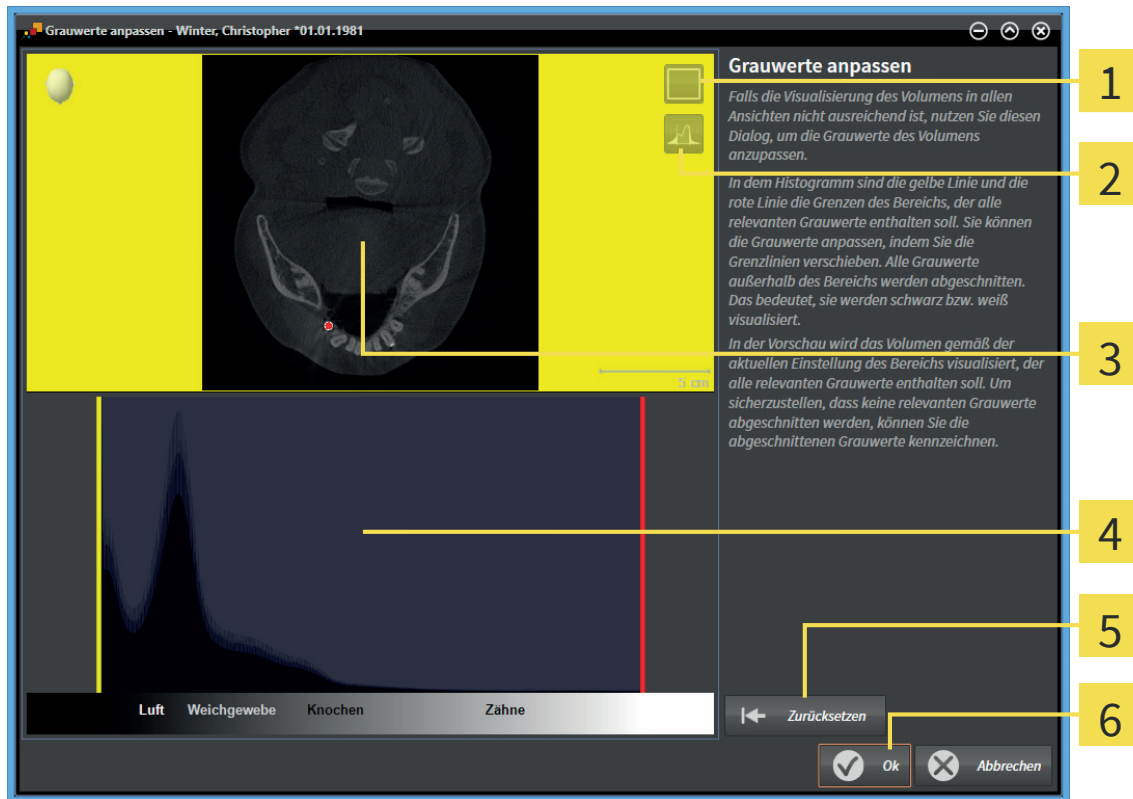 Grauwerte anpassen - Winter, Christopher *01.01.1981
Grauwerte anpassen
Falls die Visualisierung des Volumens in allen
Ansichten nicht ausreichend ist, nutzen Sie diesen
Dialog, um die Grauwerte des Volumens
anzupassen.
In dem Histogramm sind die gelbe Linie und die
rote Linie die Grenzen des Bereichs, der alle
relevanten Grauwerte enthalten soll. Sie können
die Grauwerte anpassen, indem Sie die
Grenzlinien verschieben. Alle Grauwerte
außerhalb des Bereichs werden abgeschnitten.
Das bedeutet, sie werden schwarz bzw. weiß
visualisiert.
In der Vorschau wird das Volumen gemäß der
aktuellen Einstellung des Bereichs visualisiert, der
alle relevanten Grauwerte enthalten soll. Um
sicherzustellen, dass keine relevanten Grauwerte
abgeschnitten werden, können Sie die
abgeschnittenen Grauwerte kennzeichnen.
5 cm
Luft Weichgewebe Knochen Zähne
Zurücksetzen
Ok Abbrechen
1
2
3
4
5
6